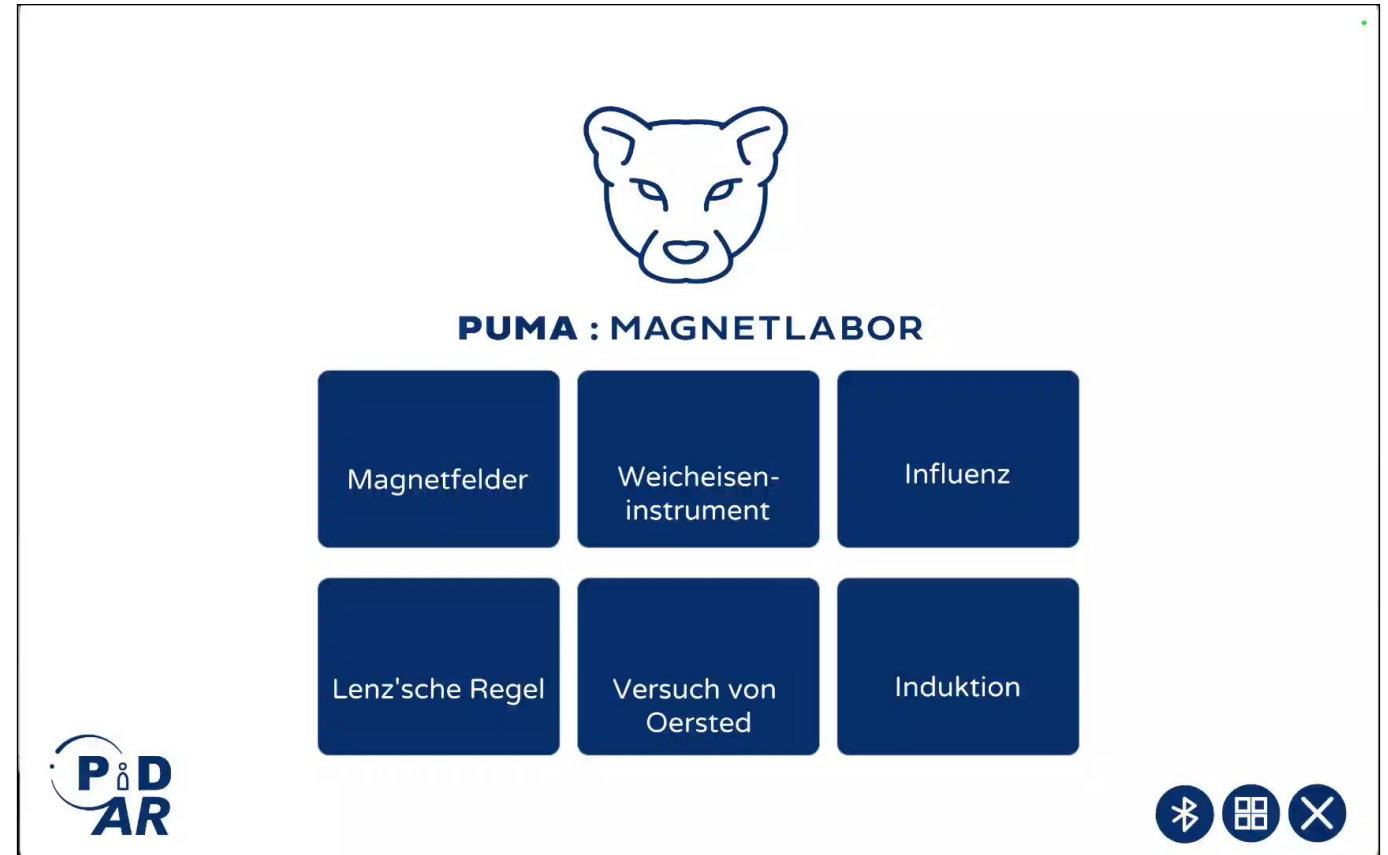 PUMA : MAGNETLABOR
Magnetfelder
Weicheisen-
instrument
Influenz
Lenz'sche Regel
Versuch von
Oersted
Induktion
PiD
AR